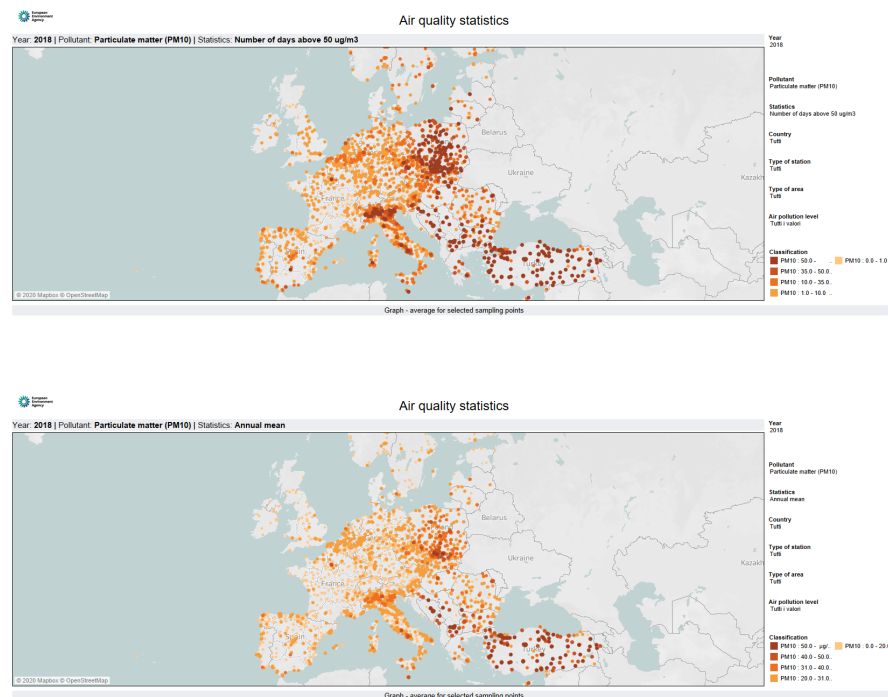 European
Environment
Agency
Air quality statistics
Year: 2018 | Pollutant: Particulate matter (PM10) | Statistics: Number of days above 50 ug/m3
Year
2018
Pollutant
Particulate matter (PM10)
Statistics
Number of days above 50 ug/m3
Country
Tutti
Type of station
Tutti
Type of area
Tutti
Air pollution level
Tutti i valori
Classification
PM10 : 50.0 - .. PM10 : 0.0 - 1.0
PM10 : 35.0 - 50.0..
PM10 : 10.0 - 35.0..
PM10 : 1.0 - 10.0 ..
Belarus
Ukraine
Kazakh
France
Spain
Turkey
© 2020 Mapbox © OpenStreetMap
Graph - average for selected sampling points
European
Environment
Agency
Air quality statistics
Year: 2018 | Pollutant: Particulate matter (PM10) | Statistics: Annual mean
Year
2018
Pollutant
Particulate matter (PM10)
Statistics
Annual mean
Country
Tutti
Type of station
Tutti
Type of area
Tutti
Air pollution level
Tutti i valori
Classification
PM10 : 50.0 - µg/.. PM10 : 0.0 - 20.0
PM10 : 40.0 - 50.0..
PM10 : 31.0 - 40.0..
PM10 : 20.0 - 31.0..
Belarus
Ukraine
Kazakh
France
Spain
Turkey
© 2020 Mapbox © OpenStreetMap
Graph - average for selected sampling points